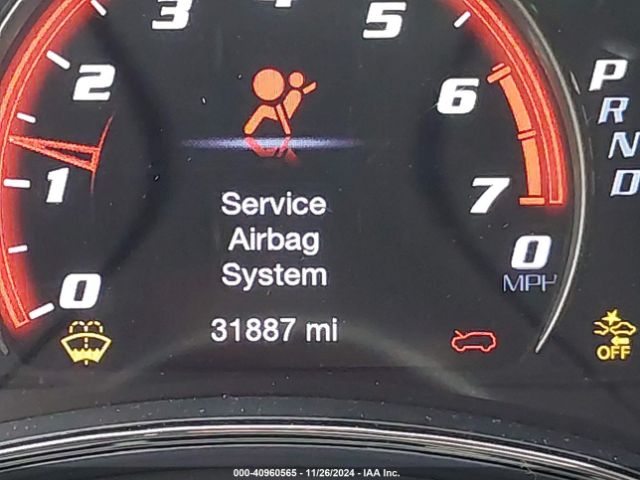 3 4 5
2 6
1 7
0 0
MPH
P
R
N
D
Service
Airbag
System
31887 mi
OFF
000-40960565 - 11/26/2024 - IAA Inc.